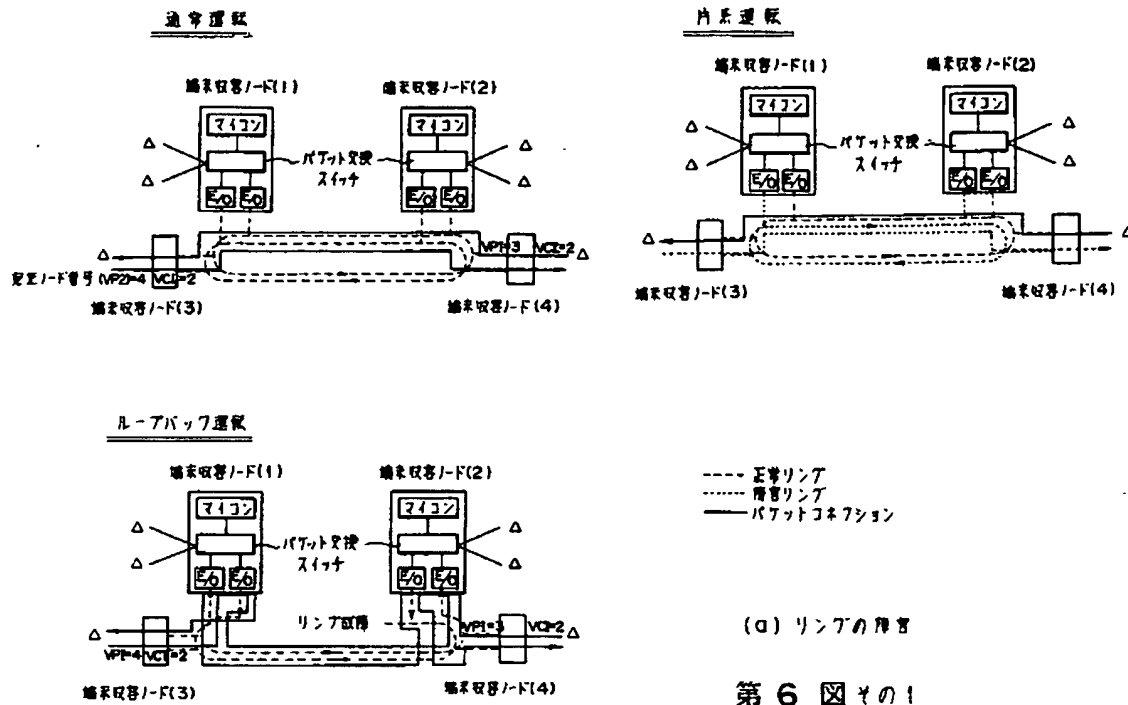 通常運転
端末収容ノード(1)
端末収容ノード(2)
マイコン
マイコン
パケット交換
スイッチ
E/O
E/O
E/O
E/O
VPI=3
VCI=2
宛先ノード番号(VP2)=4
VCI=2
端末収容ノード(3)
端末収容ノード(4)
片系運転
端末収容ノード(1)
端末収容ノード(2)
マイコン
マイコン
パケット交換
スイッチ
E/O
E/O
E/O
E/O
端末収容ノード(3)
端末収容ノード(4)
ループバック運転
端末収容ノード(1)
端末収容ノード(2)
マイコン
マイコン
パケット交換
スイッチ
E/O
E/O
E/O
E/O
リング故障
VPI=3
VCI=2
VPI=4
VCI=2
端末収容ノード(3)
端末収容ノード(4)
正常リング
障害リング
パケットコネクション
(a) リングの障害
第6図その1